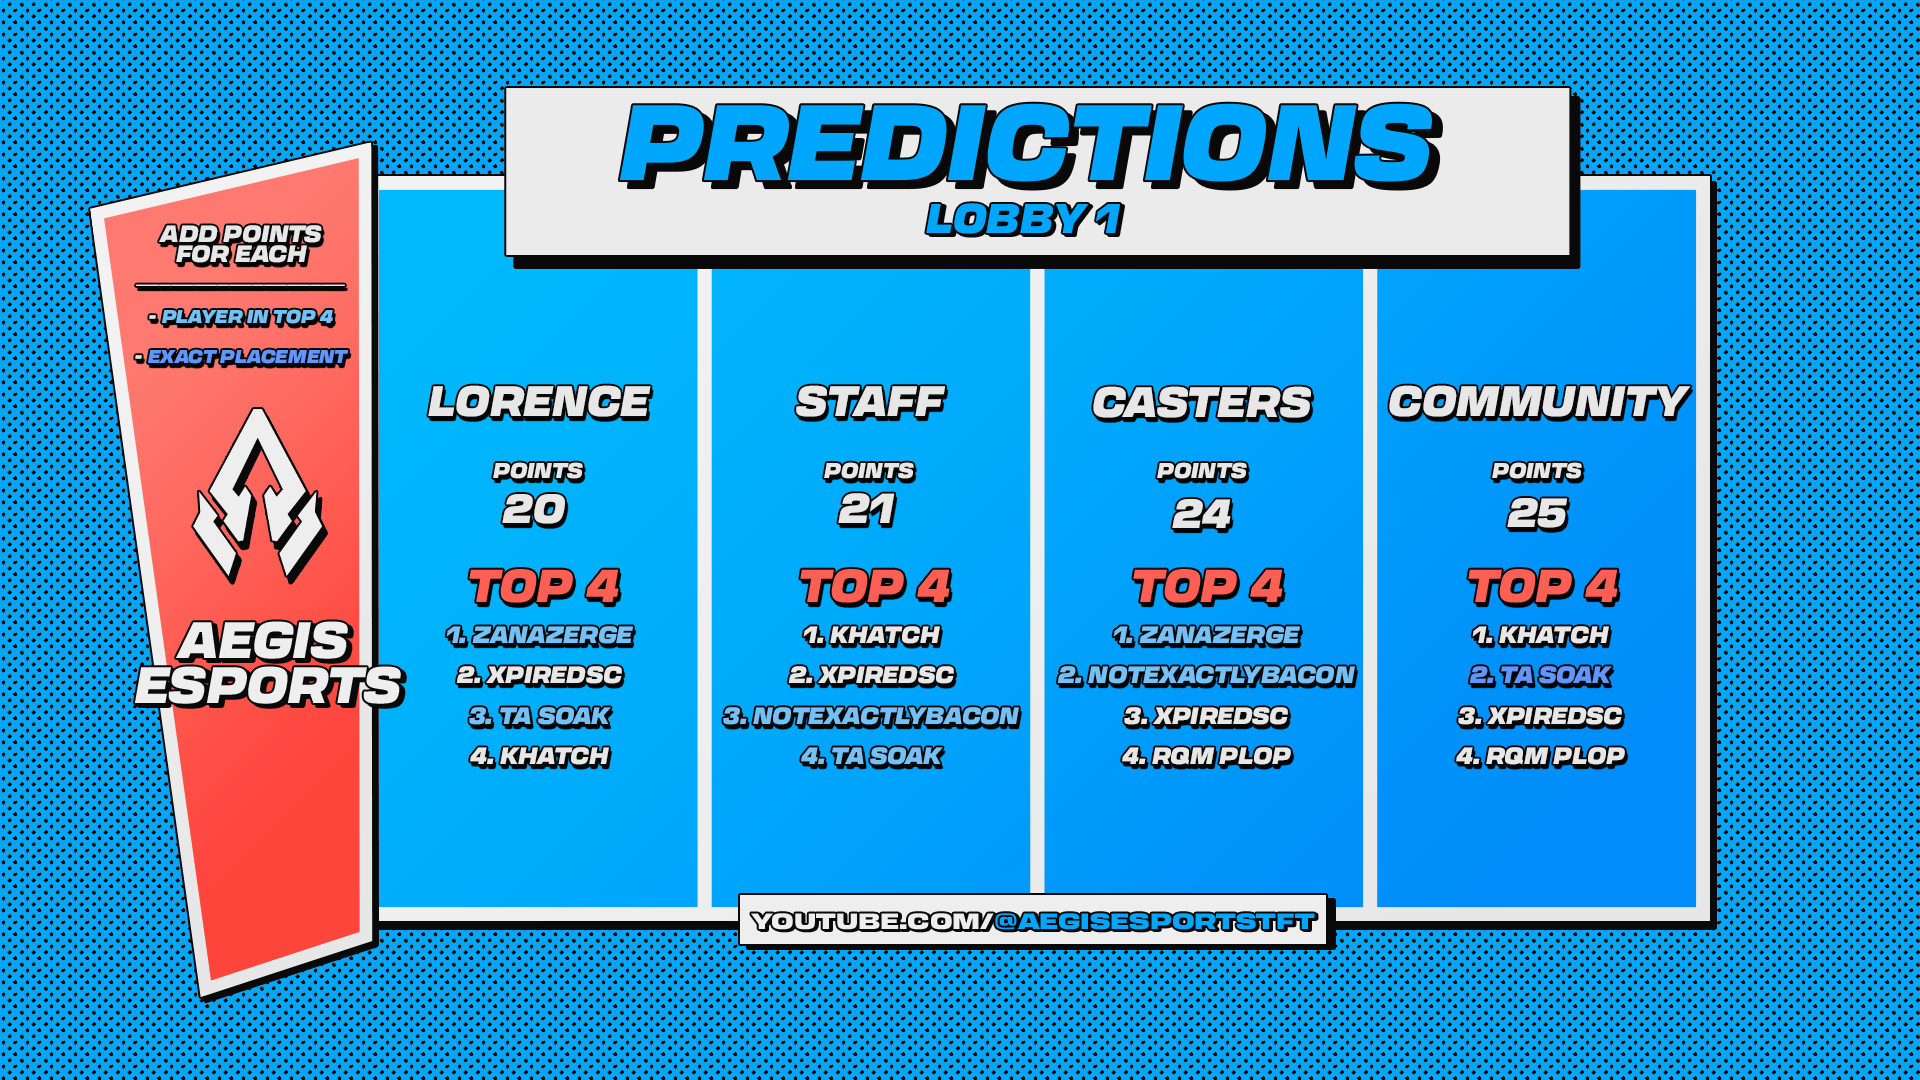 PREDICTIONS
LOBBY 1
ADD POINTS
FOR EACH
- PLAYER IN TOP 4
- EXACT PLACEMENT
AEGIS
ESPORTS
LORENCE
POINTS
20
TOP 4
1. ZANAZERGE
2. XPIREDSC
3. TA SOAK
4. KHATCH
STAFF
POINTS
21
TOP 4
1. KHATCH
2. XPIREDSC
3. NOTEXACTLYBACON
4. TA SOAK
CASTERS
POINTS
24
TOP 4
1. ZANAZERGE
2. NOTEXACTLYBACON
3. XPIREDSC
4. RQM PLOP
COMMUNITY
POINTS
25
TOP 4
1. KHATCH
2. TA SOAK
3. XPIREDSC
4. RQM PLOP
YOUTUBE.COM/@AEGISESPORTSTFT